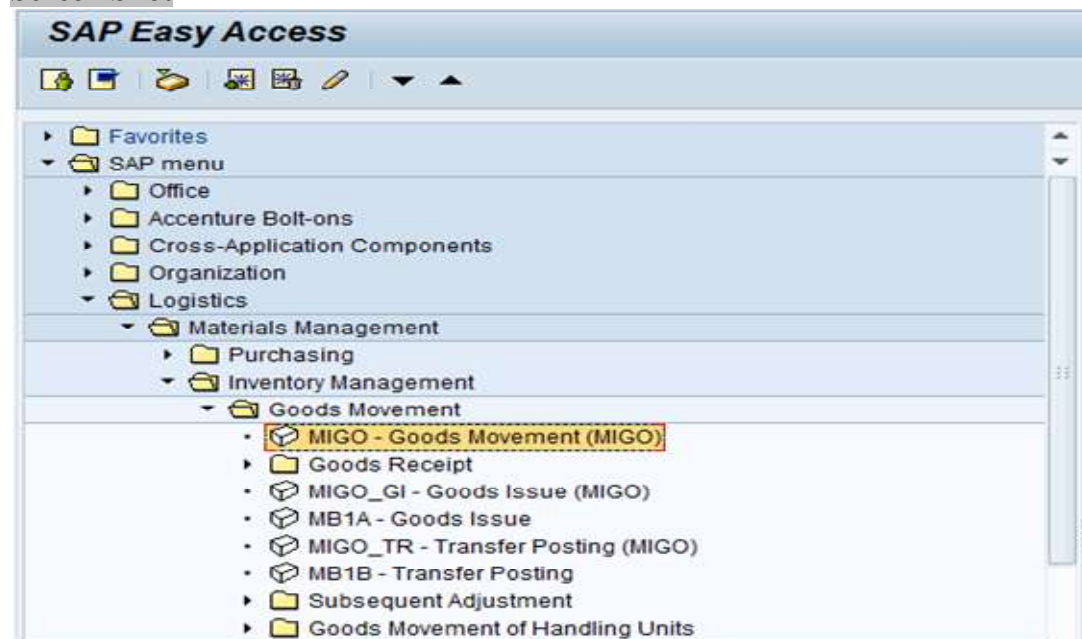 SAP Easy Access
Favorites
SAP menu
Office
Accenture Bolt-ons
Cross-Application Components
Organization
Logistics
Materials Management
Purchasing
Inventory Management
Goods Movement
MIGO - Goods Movement (MIGO)
Goods Receipt
MIGO_GI - Goods Issue (MIGO)
MB1A - Goods Issue
MIGO_TR - Transfer Posting (MIGO)
MB1B - Transfer Posting
Subsequent Adjustment
Goods Movement of Handling Units